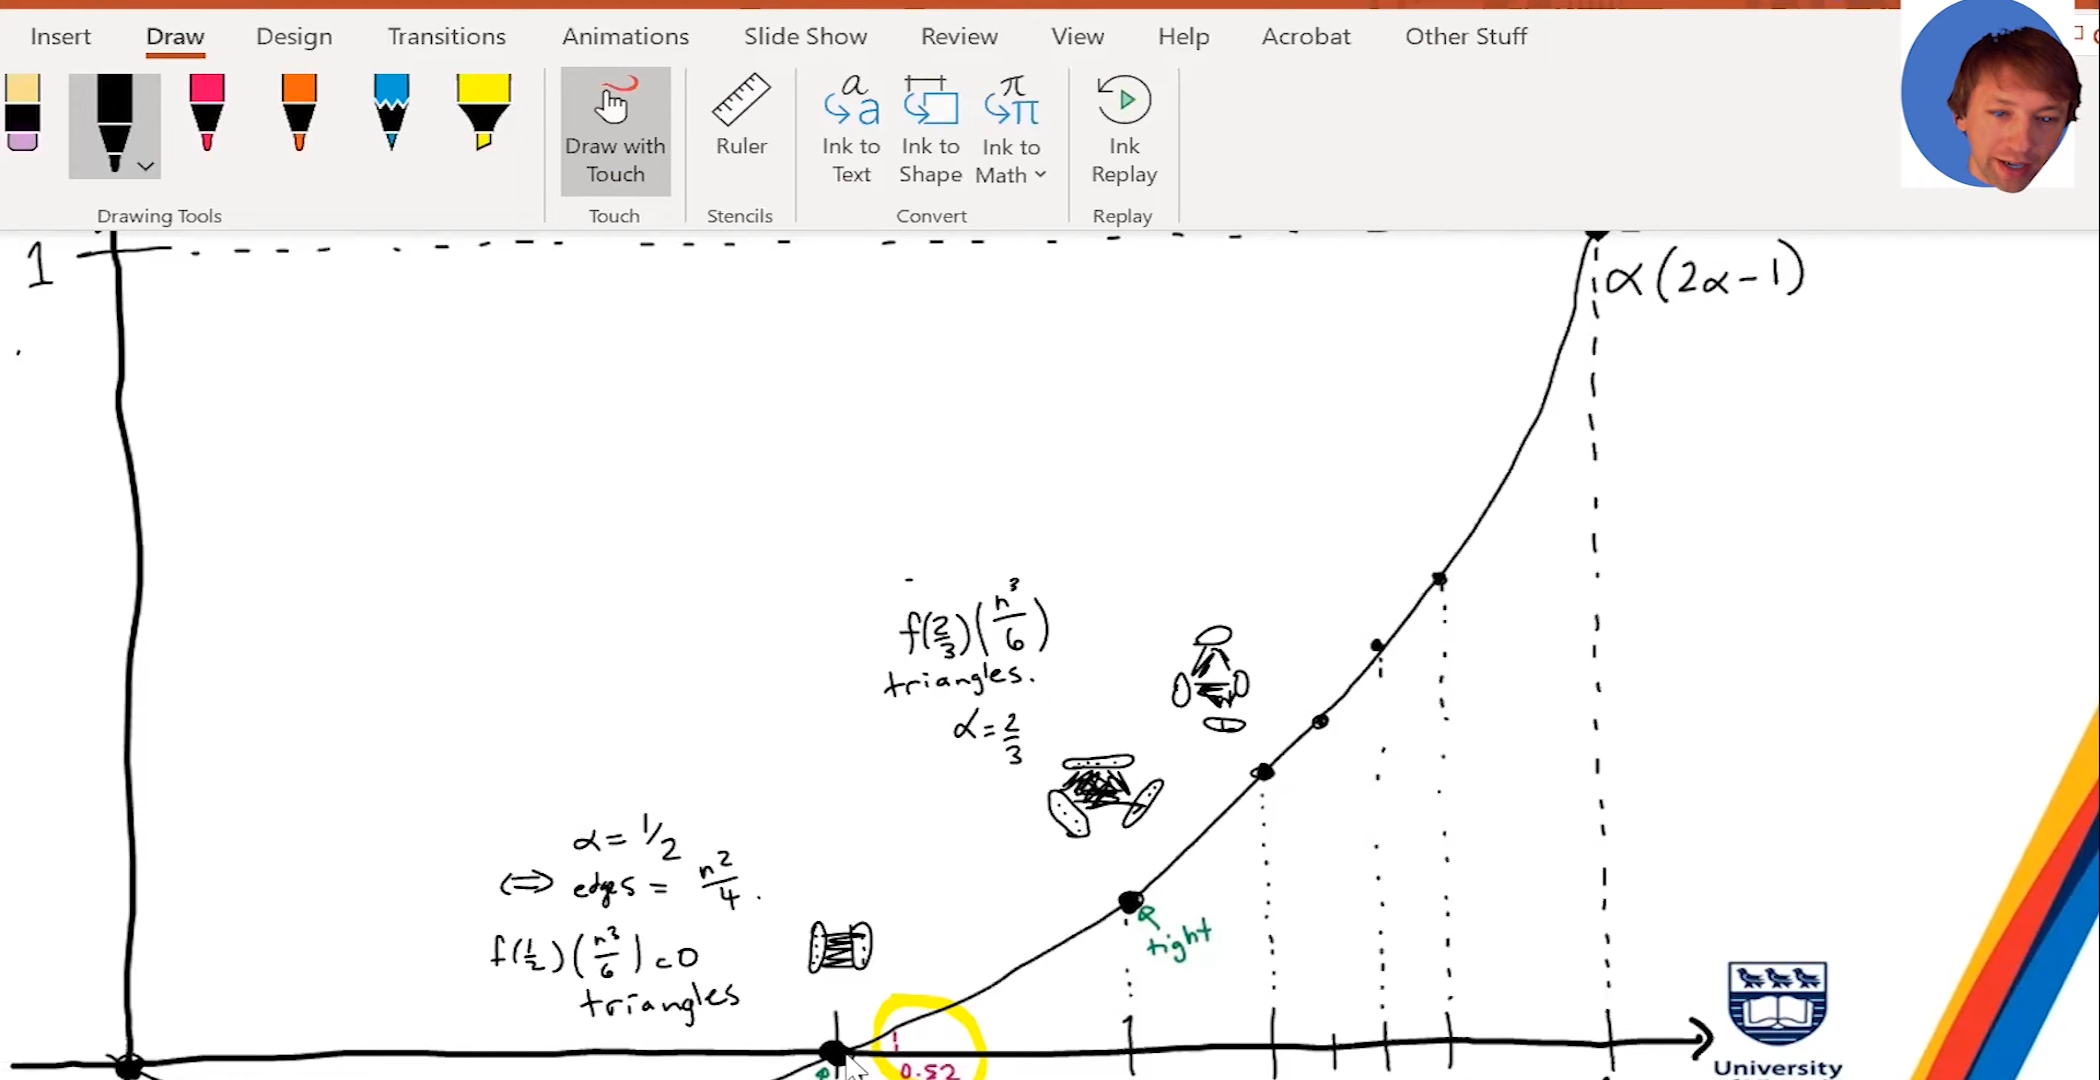 Insert Draw Design Transitions Animations Slide Show Review View Help Acrobat Other Stuff
Draw with Touch
Ruler
Ink to Text
Ink to Shape
Ink to Math
Ink Replay
Drawing Tools Touch Stencils Convert Replay
1
α(2α-1)
f(2/3)(n³/6)
triangles.
α = 2/3
α = 1/2
⟺ edges = n²/4.
f(1/2)(n³/6) = 0
triangles
tight
1
0.52
University